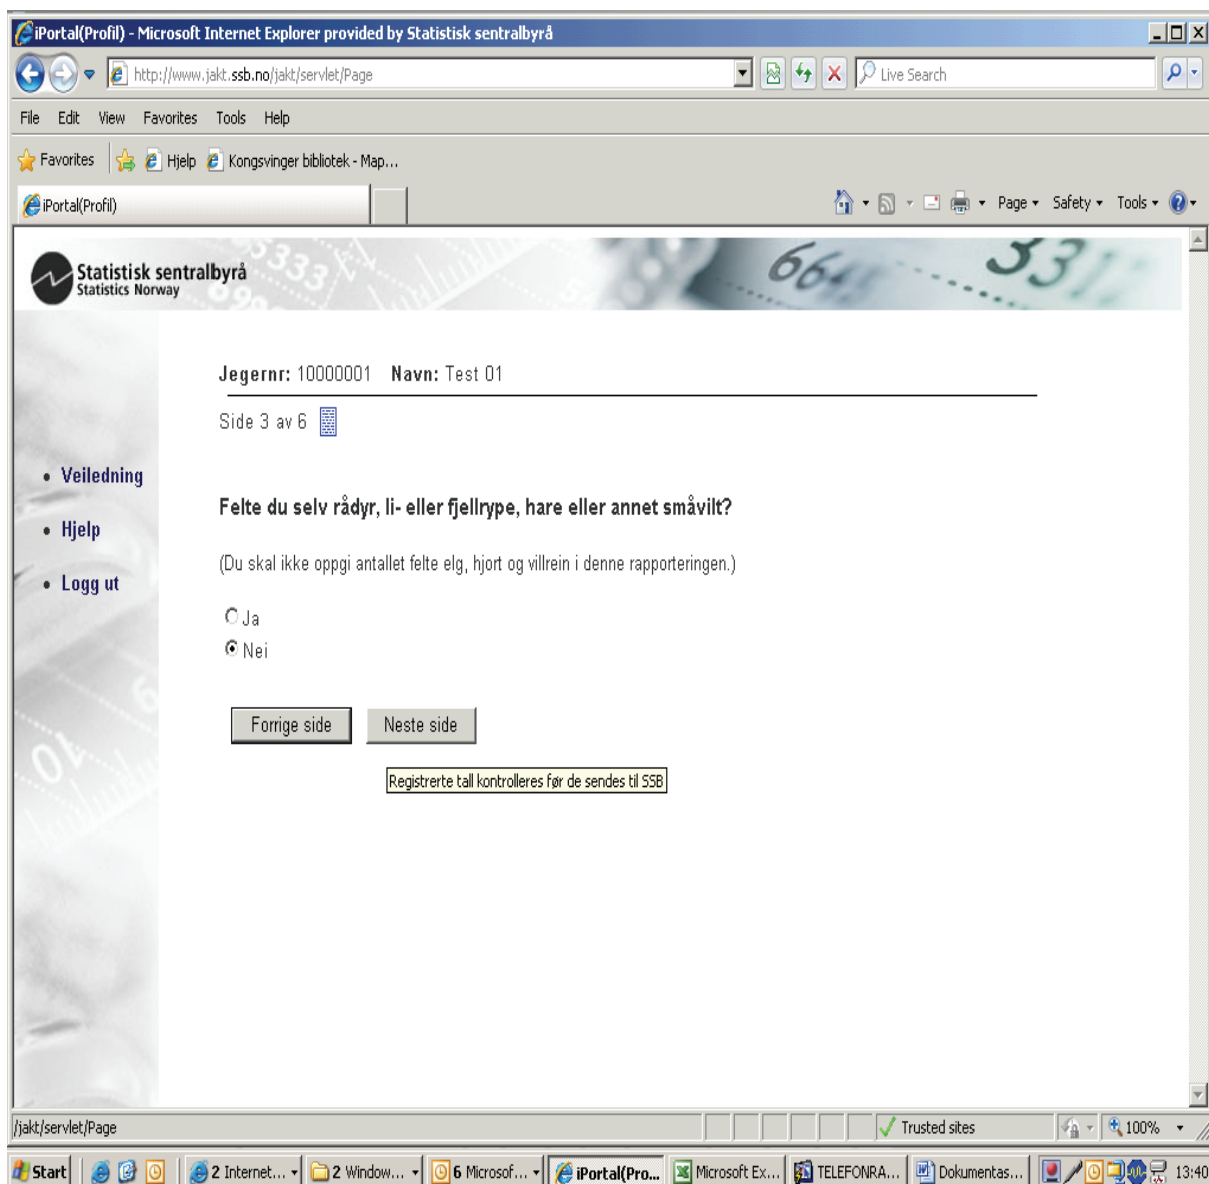 iPortal(Profil) - Microsoft Internet Explorer provided by Statistisk sentralbyrå
http://www.jakt.ssb.no/jakt/servlet/Page
Live Search
File Edit View Favorites Tools Help
Favorites Hjelp Kongsvinger bibliotek - Map...
iPortal(Profil) Page Safety Tools
Statistisk sentralbyrå
Statistics Norway
Jegernr: 10000001 Navn: Test 01
Side 3 av 6
Veiledning
Hjelp
Logg ut
Felte du selv rådyr, li- eller fjellrype, hare eller annet småvilt?
(Du skal ikke oppgi antallet felte elg, hjort og villrein i denne rapporteringen.)
Ja
Nei
Forrige side Neste side
Registrerte tall kontrolleres før de sendes til SSB
/jakt/servlet/Page Trusted sites 100%
Start 2 Internet... 2 Window... 6 Microsof... iPortal(Pro... Microsoft Ex... TELEFONRA... Dokumentas... 13:40